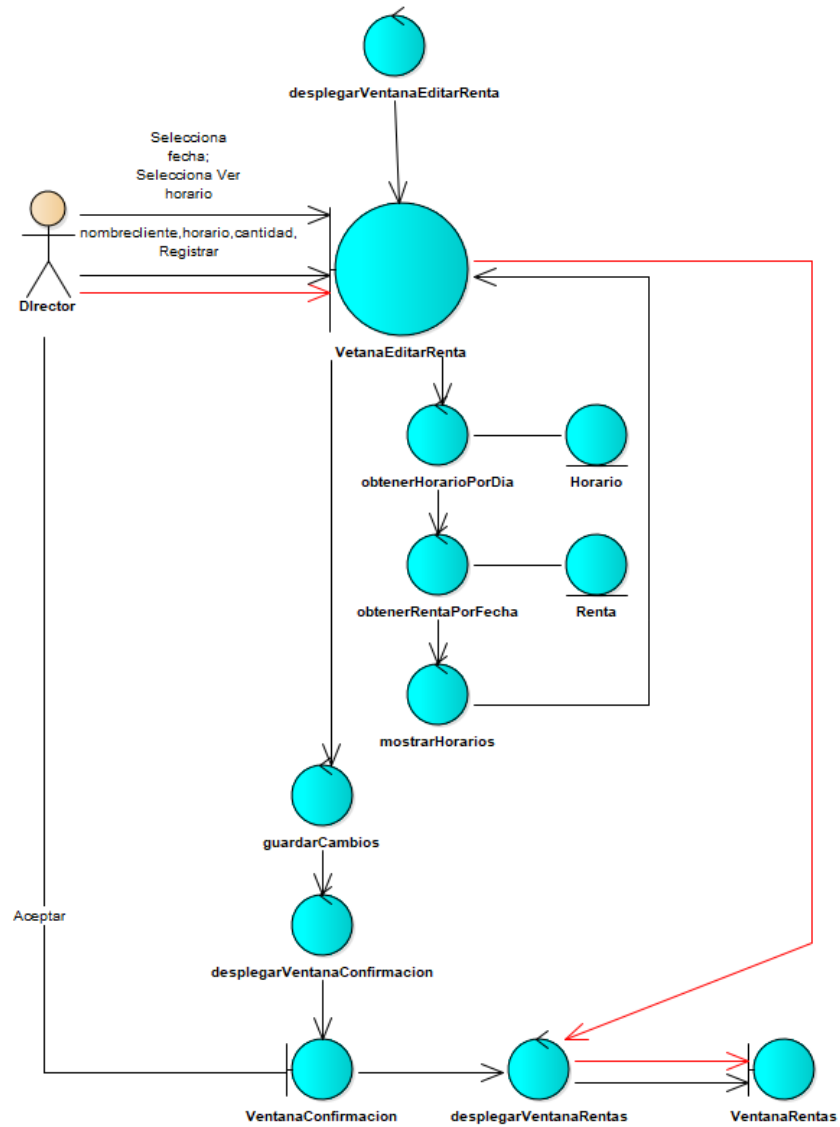 desplegarVentanaEditarRenta
Selecciona
fecha;
Selecciona Ver
horario
nombrecliente,horario,cantidad,
Registrar
DIrector
VetanaEditarRenta
obtenerHorarioPorDia
Horario
obtenerRentaPorFecha
Renta
mostrarHorarios
guardarCambios
Aceptar
desplegarVentanaConfirmacion
VentanaConfirmacion
desplegarVentanaRentas
VentanaRentas